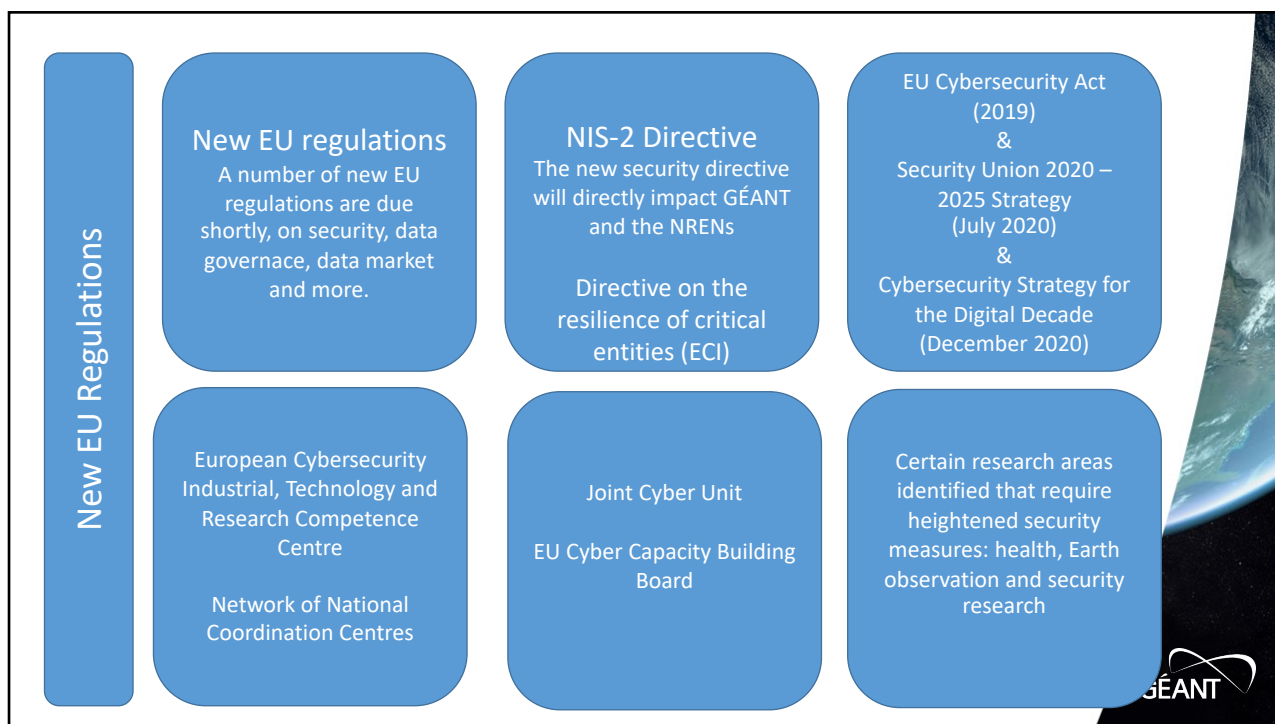 New EU Regulations
New EU regulations
A number of new EU
regulations are due
shortly, on security, data
governace, data market
and more.
NIS-2 Directive
The new security directive
will directly impact GÉANT
and the NRENs
Directive on the
resilience of critical
entities (ECI)
EU Cybersecurity Act
(2019)
&
Security Union 2020 –
2025 Strategy
(July 2020)
&
Cybersecurity Strategy for
the Digital Decade
(December 2020)
European Cybersecurity
Industrial, Technology and
Research Competence
Centre
Network of National
Coordination Centres
Joint Cyber Unit
EU Cyber Capacity Building
Board
Certain research areas
identified that require
heightened security
measures: health, Earth
observation and security
research
GÉANT